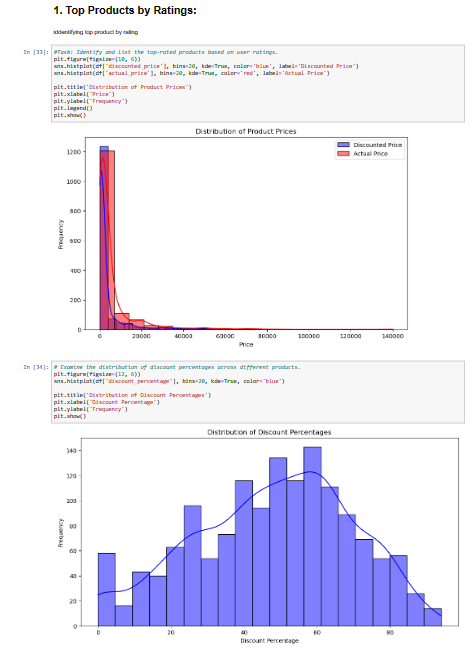 1. Top Products by Ratings:
iddentifying top product by rating
In [33]: #Task: Identify and list the top-rated products based on user ratings.
plt.figure(figsize=(10, 6))
sns.histplot(df['discounted_price'], bins=20, kde=True, color='blue', label='Discounted Price')
sns.histplot(df['actual_price'], bins=20, kde=True, color='red', label='Actual Price')
plt.title('Distribution of Product Prices')
plt.xlabel('Price')
plt.ylabel('Frequency')
plt.legend()
plt.show()
Distribution of Product Prices
Discounted Price
Actual Price
1200
1000
800
600
400
200
0
Frequency
0 20000 40000 60000 80000 100000 120000 140000
Price
In [34]: # Examine the distribution of discount percentages across different products.
plt.figure(figsize=(12, 6))
sns.histplot(df['discount_percentage'], bins=20, kde=True, color='blue')
plt.title('Distribution of Discount Percentages')
plt.xlabel('Discount Percentage')
plt.ylabel('Frequency')
plt.show()
Distribution of Discount Percentages
140
120
100
80
60
40
20
0
Frequency
0 20 40 60 80
Discount Percentage